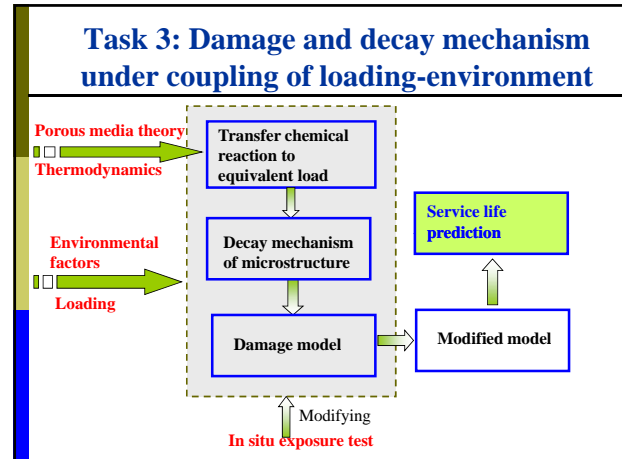 Task 3: Damage and decay mechanism
under coupling of loading-environment
Porous media theory
Thermodynamics
Transfer chemical
reaction to
equivalent load
Environmental
factors
Loading
Decay mechanism
of microstructure
Service life
prediction
Damage model
Modified model
Modifying
In situ exposure test